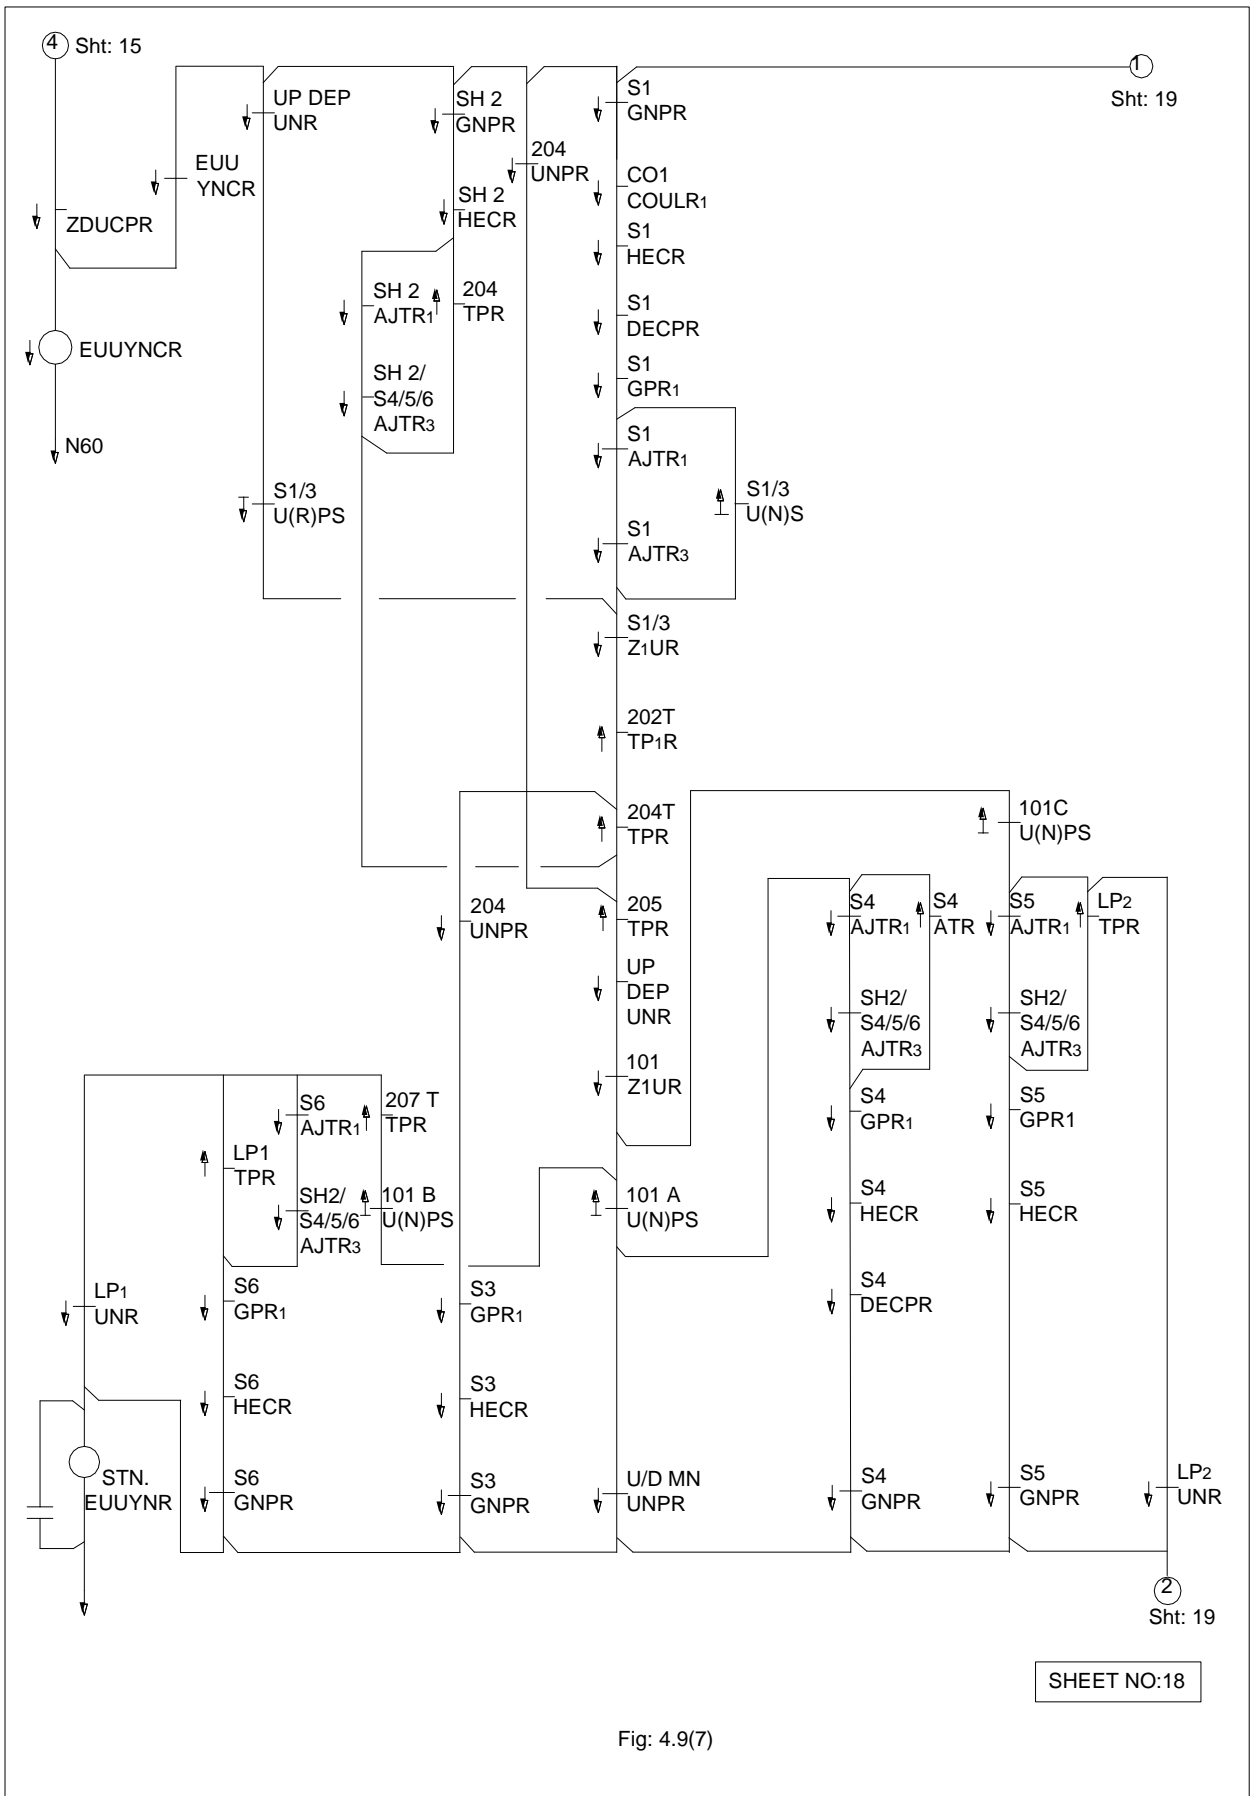 4 Sht: 15
1
Sht: 19
UP DEP
UNR
SH 2
GNPR
S1
GNPR
EUU
YNCR
204
UNPR
ZDUCPR
SH 2
HECR
CO1
COULR1
S1
HECR
SH 2
AJTR1
204
TPR
S1
DECPR
EUUYNCR
SH 2/
S4/5/6
AJTR3
S1
GPR1
N60
S1
AJTR1
S1/3
U(R)PS
S1/3
U(N)S
S1
AJTR3
S1/3
Z1UR
202T
TP1R
204T
TPR
101C
U(N)PS
204
UNPR
205
TPR
S4
AJTR1
S4
ATR
S5
AJTR1
LP2
TPR
UP
DEP
UNR
SH2/
S4/5/6
AJTR3
SH2/
S4/5/6
AJTR3
101
Z1UR
S6
AJTR1
207 T
TPR
S4
GPR1
S5
GPR1
LP1
TPR
SH2/
S4/5/6
AJTR3
101 B
U(N)PS
101 A
U(N)PS
S4
HECR
S5
HECR
LP1
UNR
S6
GPR1
S3
GPR1
S4
DECPR
S6
HECR
S3
HECR
STN.
EUUYNR
S6
GNPR
S3
GNPR
U/D MN
UNPR
S4
GNPR
S5
GNPR
LP2
UNR
2
Sht: 19
SHEET NO:18
Fig: 4.9(7)